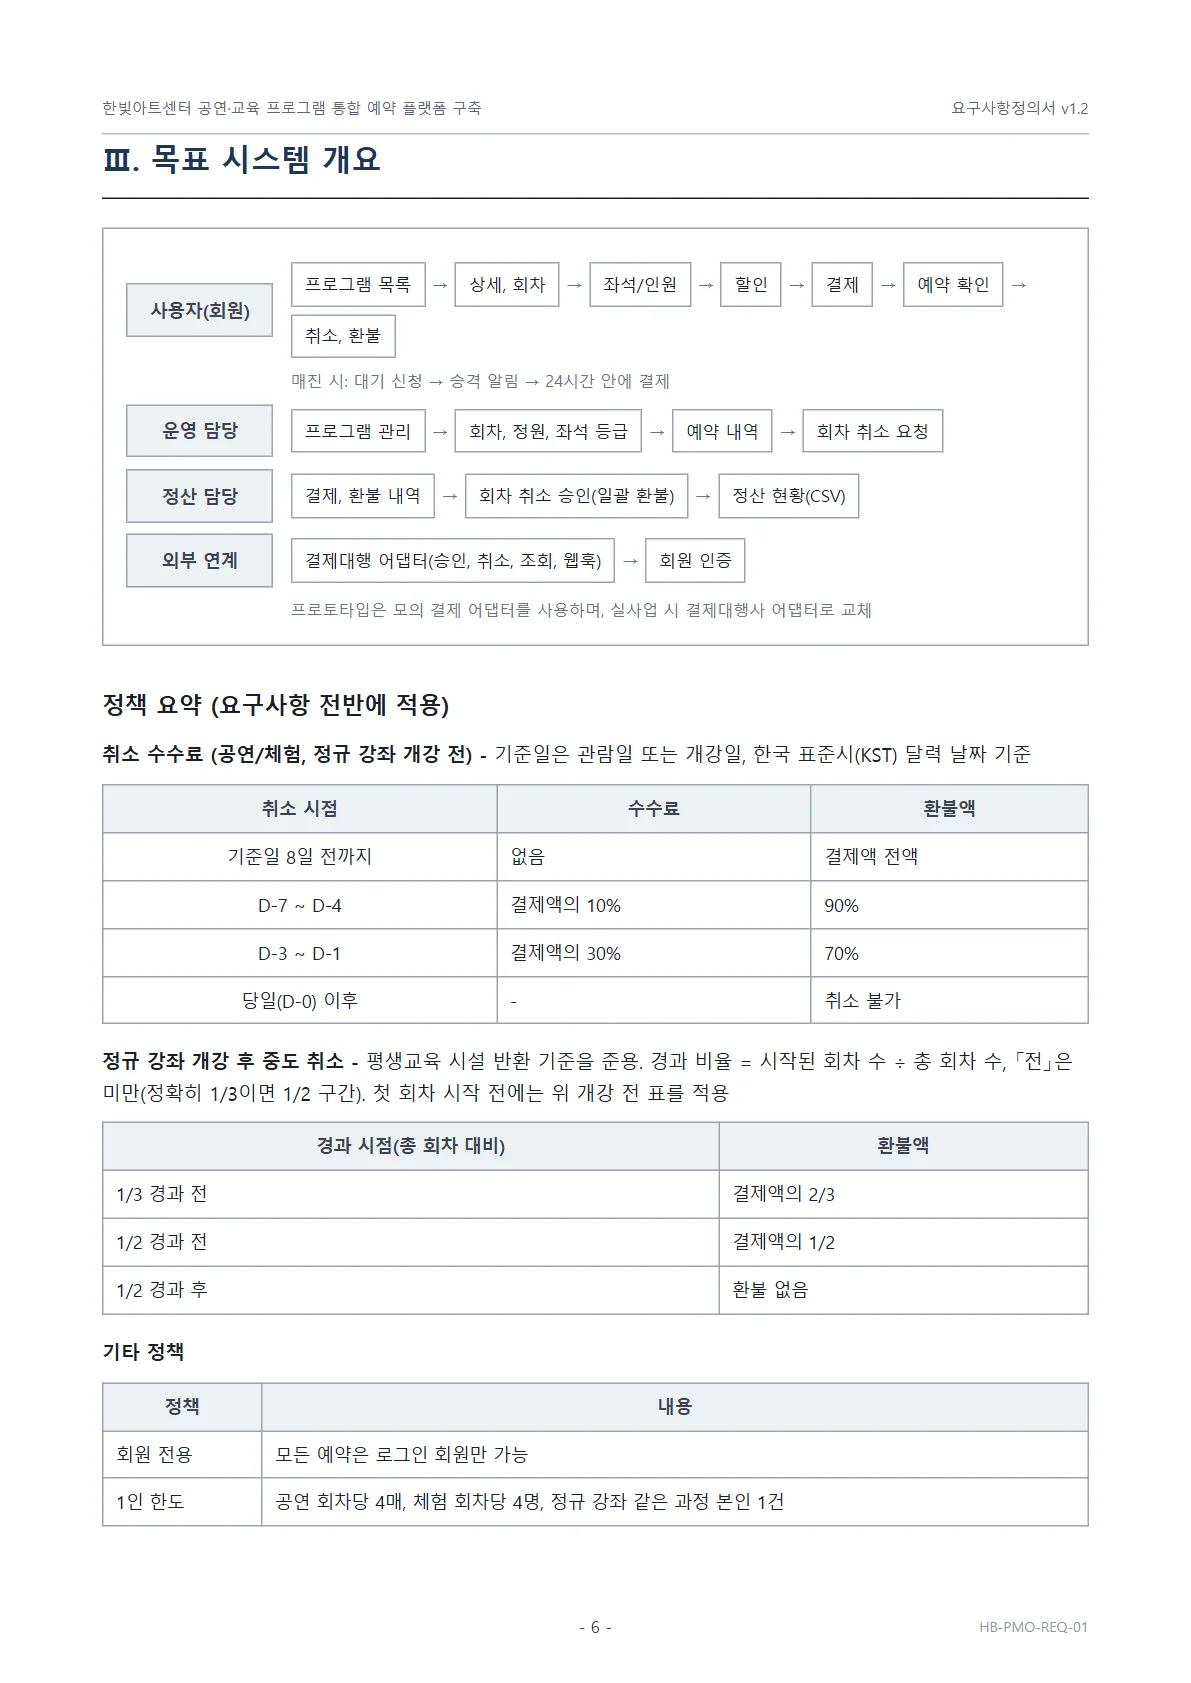 한빛아트센터 공연·교육 프로그램 통합 예약 플랫폼 구축
요구사항정의서 v1.2
Ⅲ. 목표 시스템 개요
사용자(회원)
프로그램 목록 → 상세, 회차 → 좌석/인원 → 할인 → 결제 → 예약 확인 →
취소, 환불
매진 시: 대기 신청 → 승격 알림 → 24시간 안에 결제
운영 담당
프로그램 관리 → 회차, 정원, 좌석 등급 → 예약 내역 → 회차 취소 요청
정산 담당
결제, 환불 내역 → 회차 취소 승인(일괄 환불) → 정산 현황(CSV)
외부 연계
결제대행 어댑터(승인, 취소, 조회, 웹훅) → 회원 인증
프로토타입은 모의 결제 어댑터를 사용하며, 실사업 시 결제대행사 어댑터로 교체
정책 요약 (요구사항 전반에 적용)
취소 수수료 (공연/체험, 정규 강좌 개강 전) - 기준일은 관람일 또는 개강일, 한국 표준시(KST) 달력 날짜 기준
취소 시점 수수료 환불액
기준일 8일 전까지 없음 결제액 전액
D-7 ~ D-4 결제액의 10% 90%
D-3 ~ D-1 결제액의 30% 70%
당일(D-0) 이후 - 취소 불가
정규 강좌 개강 후 중도 취소 - 평생교육 시설 반환 기준을 준용. 경과 비율 = 시작된 회차 수 ÷ 총 회차 수, 「전」은
미만(정확히 1/3이면 1/2 구간). 첫 회차 시작 전에는 위 개강 전 표를 적용
경과 시점(총 회차 대비) 환불액
1/3 경과 전 결제액의 2/3
1/2 경과 전 결제액의 1/2
1/2 경과 후 환불 없음
기타 정책
정책 내용
회원 전용 모든 예약은 로그인 회원만 가능
1인 한도 공연 회차당 4매, 체험 회차당 4명, 정규 강좌 같은 과정 본인 1건
- 6 -
HB-PMO-REQ-01